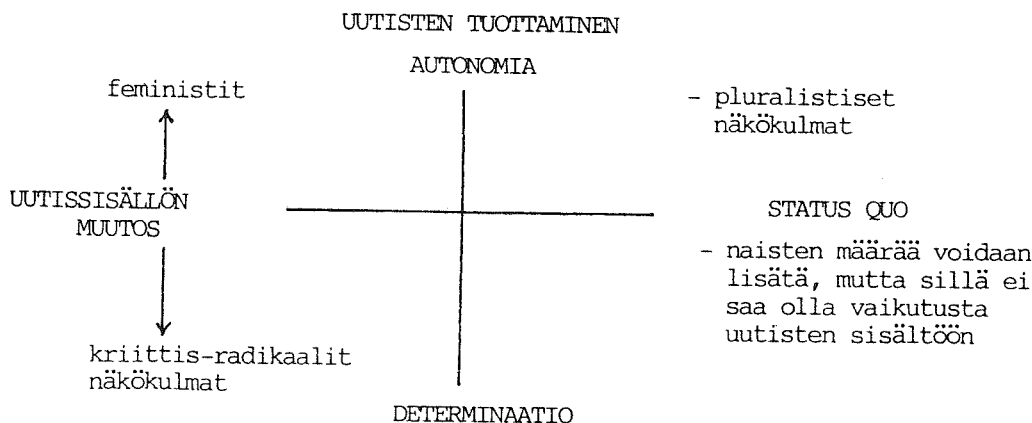 UUTISTEN TUOTTAMINEN
AUTONOMIA
feministit
- pluralistiset
näkökulmat
UUTISSISÄLLÖN
MUUTOS
STATUS QUO
- naisten määrää voidaan
lisätä, mutta sillä ei
saa olla vaikutusta
uutisten sisältöön
kriittis-radikaalit
näkökulmat
DETERMINAATIO